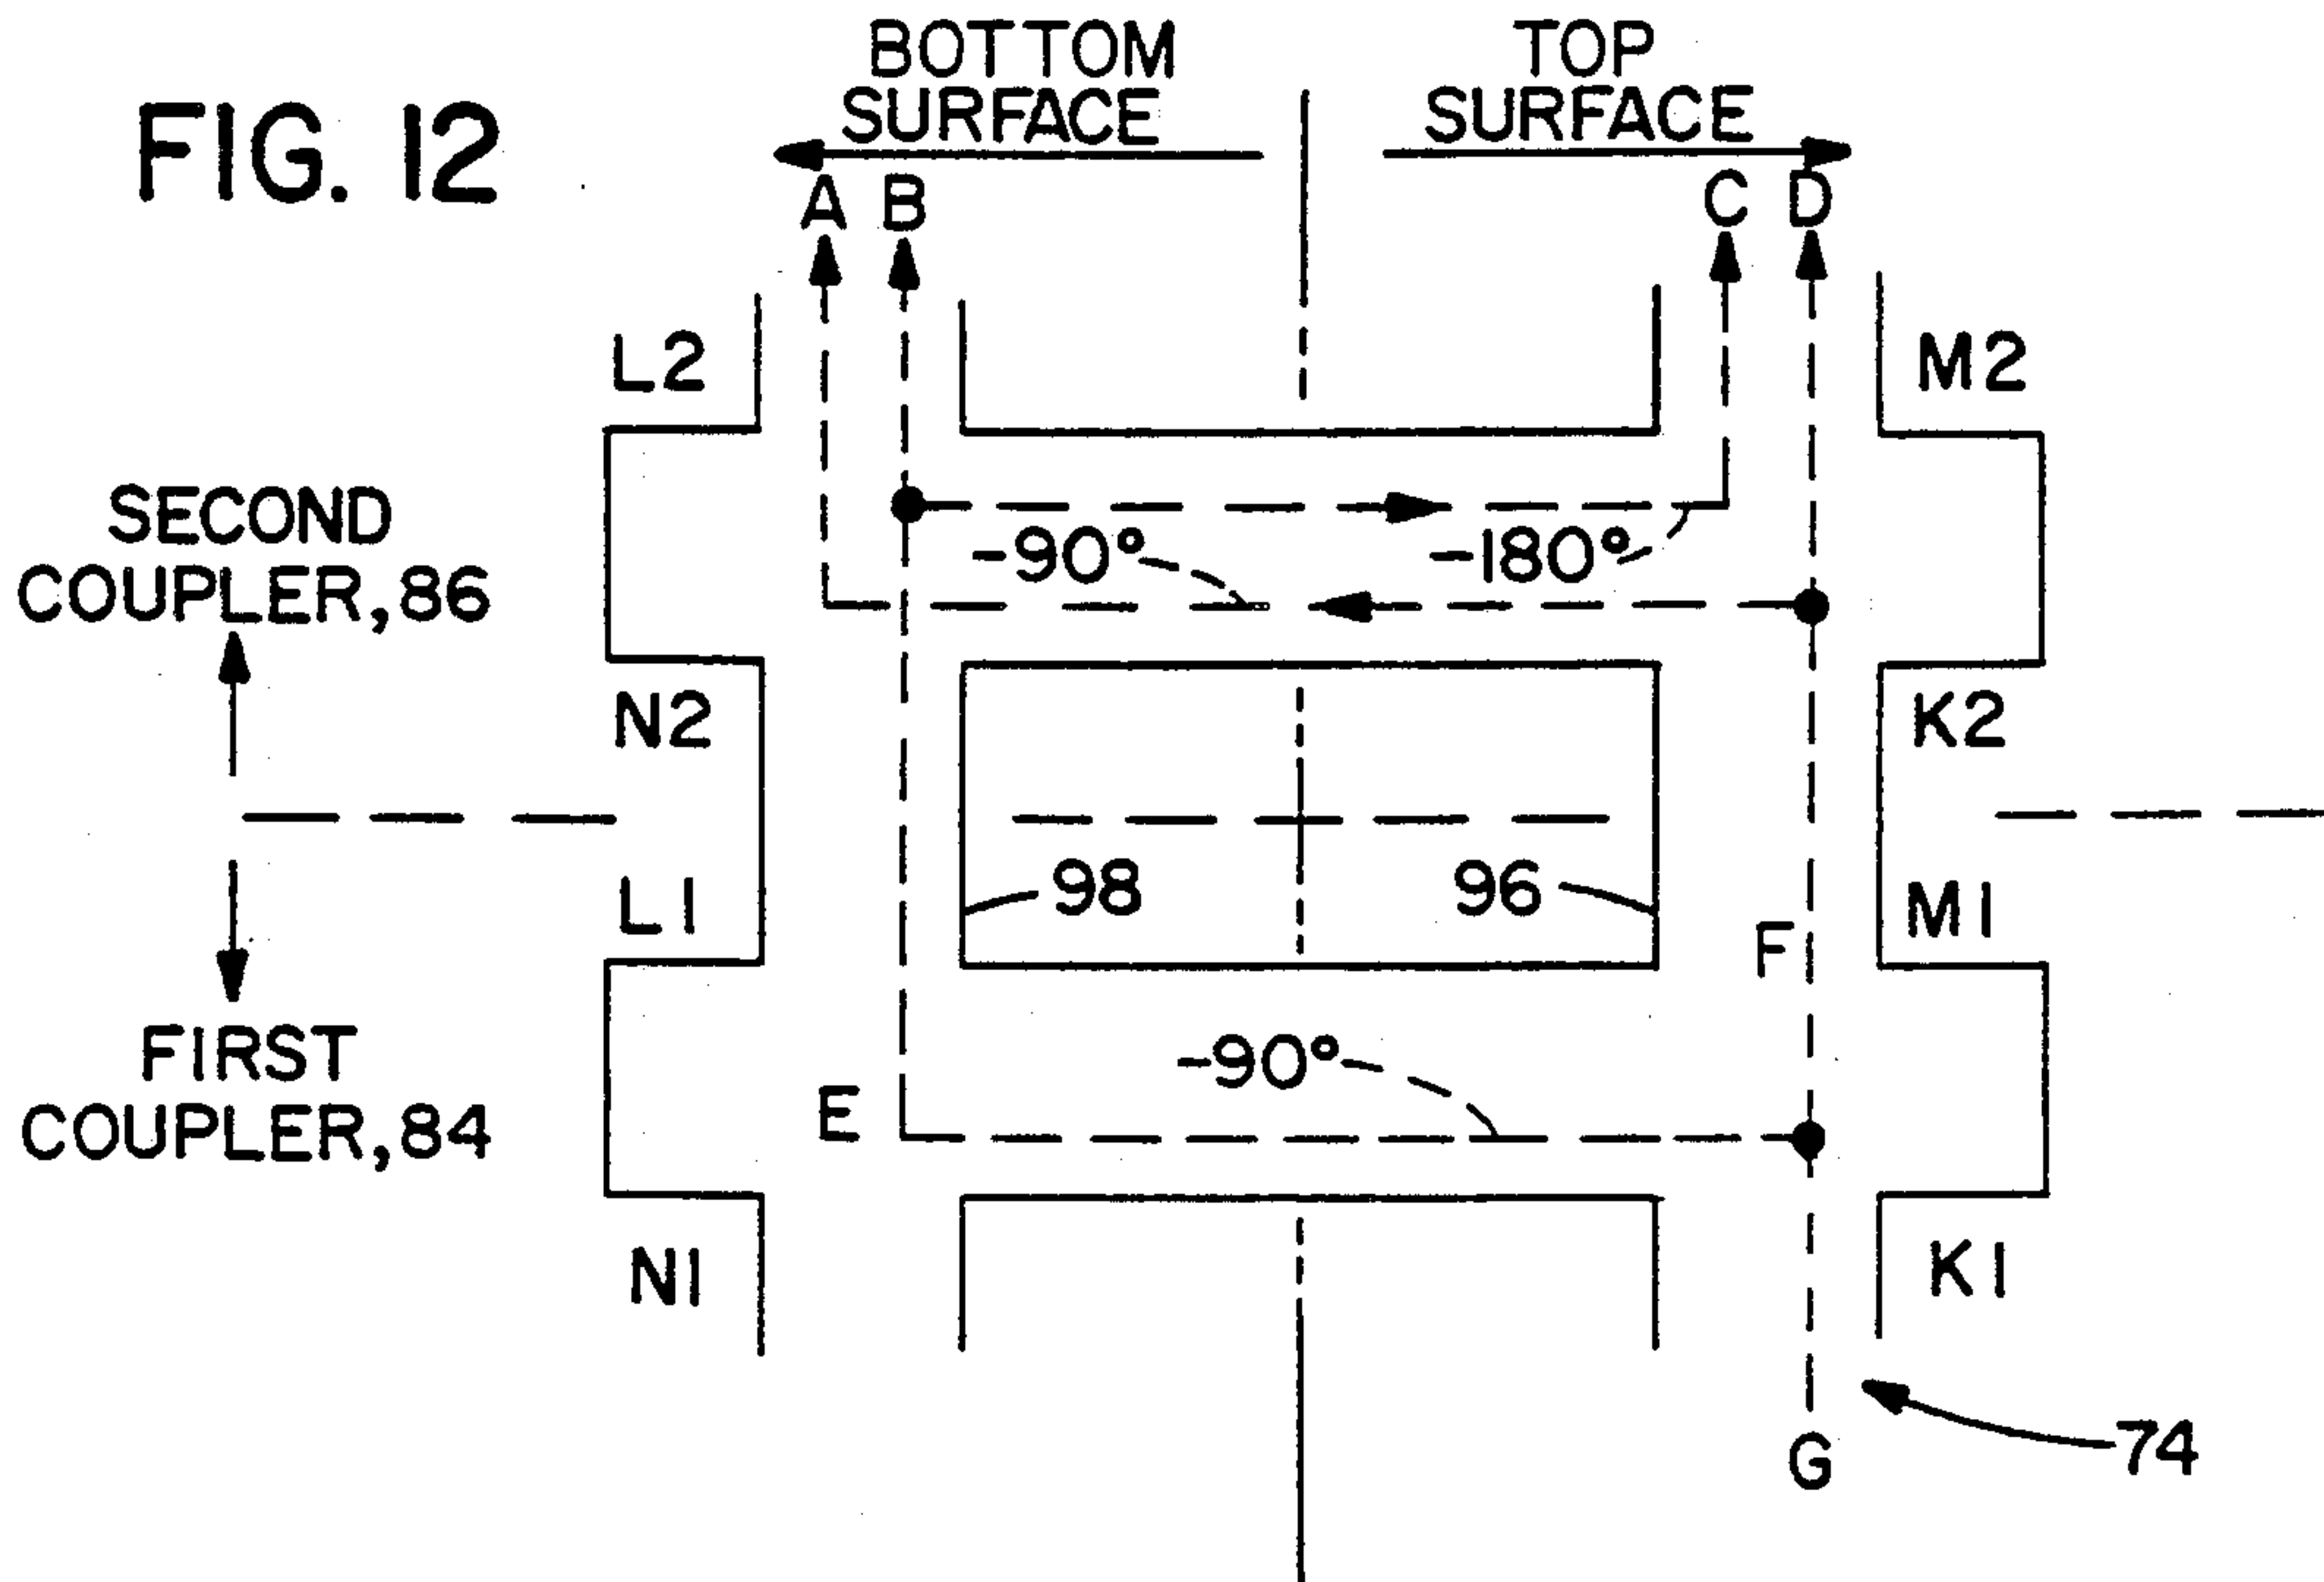 FIG. 12
BOTTOM
SURFACE
TOP
SURFACE
A B
C D
L2
M2
SECOND
COUPLER,86
-90°
-180°
N2
K2
98
96
L1
M1
F
FIRST
COUPLER,84
-90°
E
N1
K1
G
74